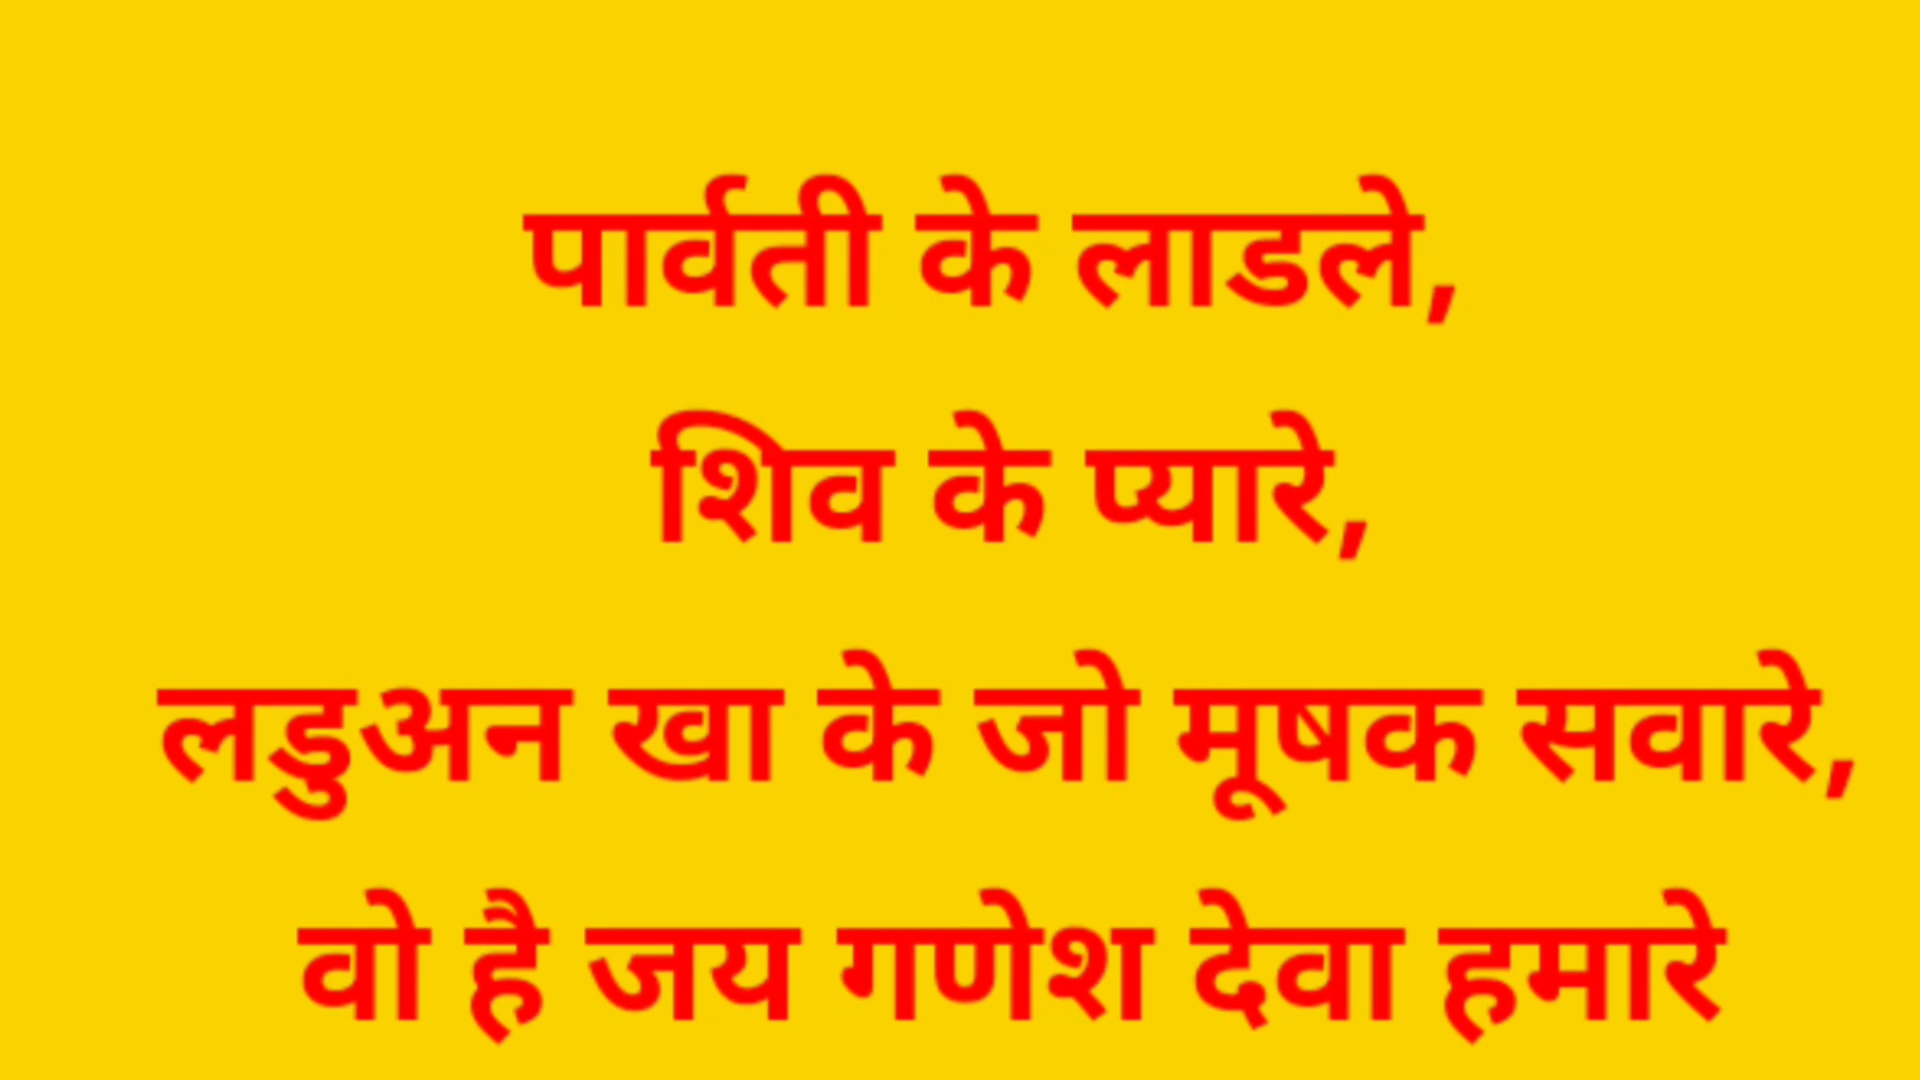 पार्वती के लाडले,
शिव के प्यारे,
लडुअन खा के जो मूषक सवारे,
वो है जय गणेश देवा हमारे